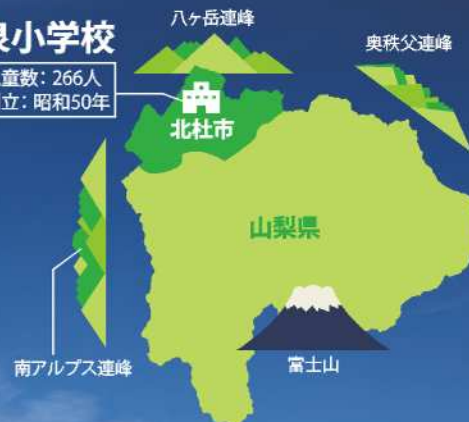 泉小学校
童数：266人
立：昭和50年
八ヶ岳連峰
奥秩父連峰
北杜市
山梨県
南アルプス連峰
富士山